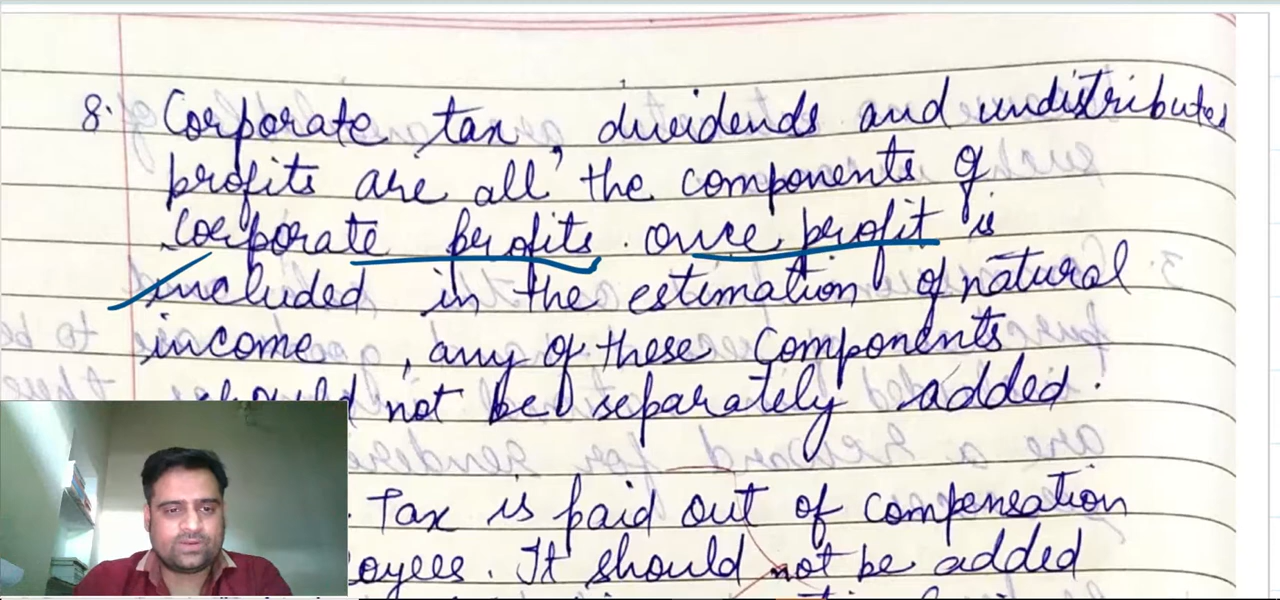 8. Corporate tax, dividends and undistributed
profits are all the components of
corporate profits. Once profit is
included in the estimation of natural
income, any of these components
should not be separately added.
Tax is paid out of compensation
oyees. It should not be added